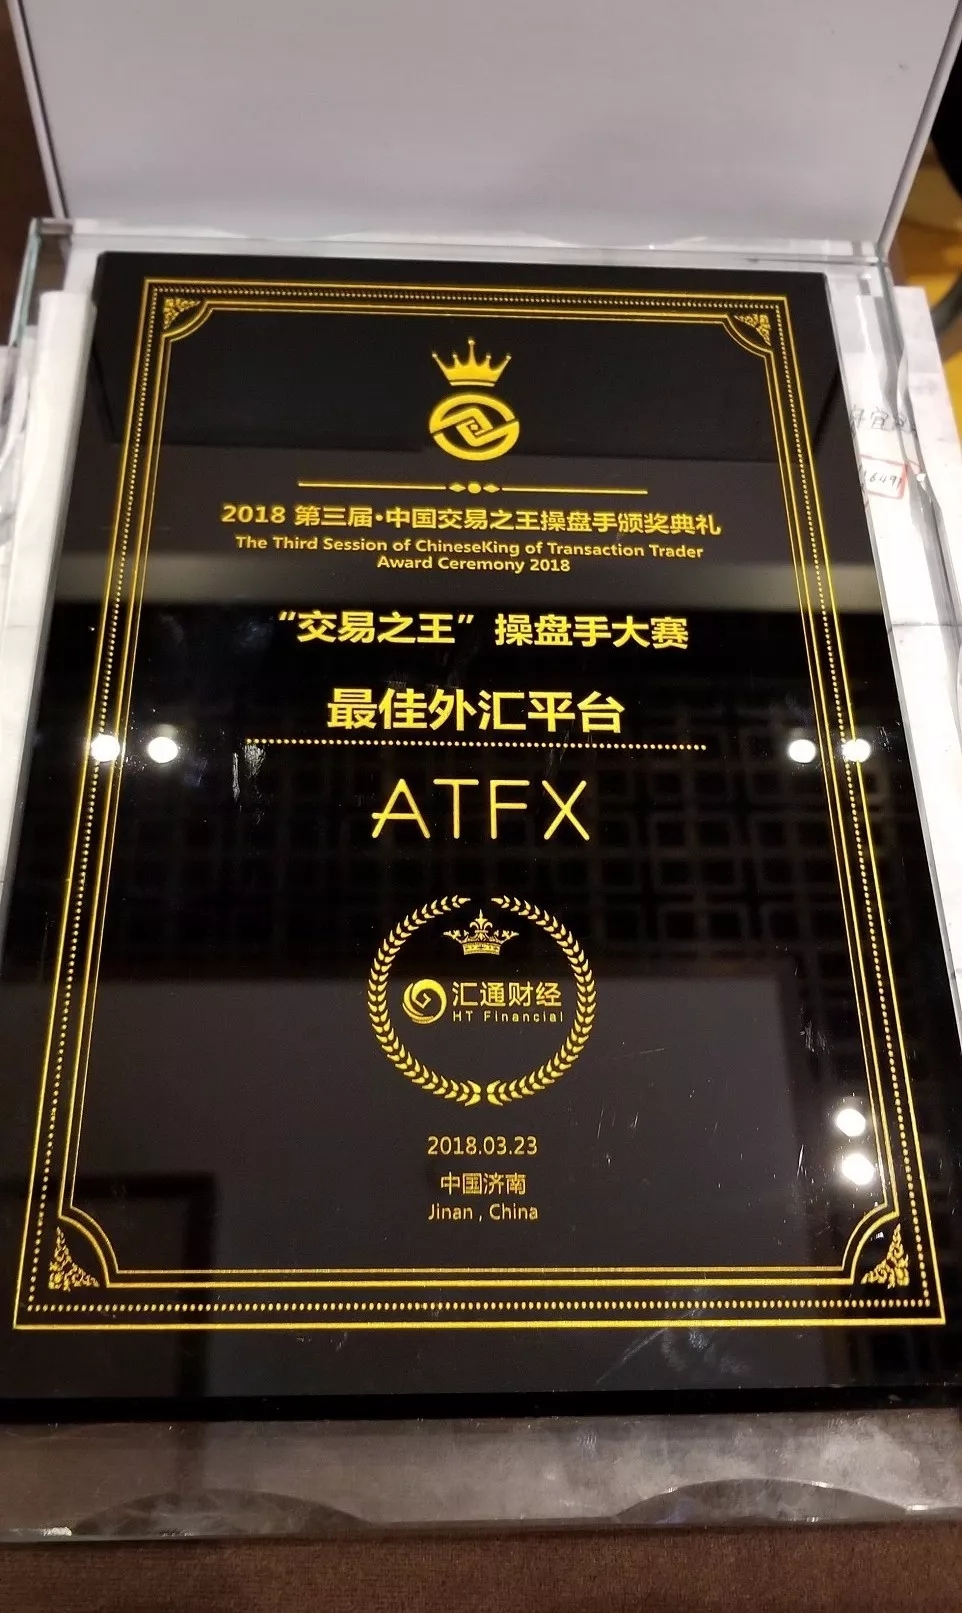 2018 第三届·中国交易之王操盘手颁奖典礼
The Third Session of ChineseKing of Transaction Trader
Award Ceremony 2018
“交易之王”操盘手大赛
最佳外汇平台
ATFX
汇通财经
HT Financial
2018.03.23
中国济南
Jinan , China